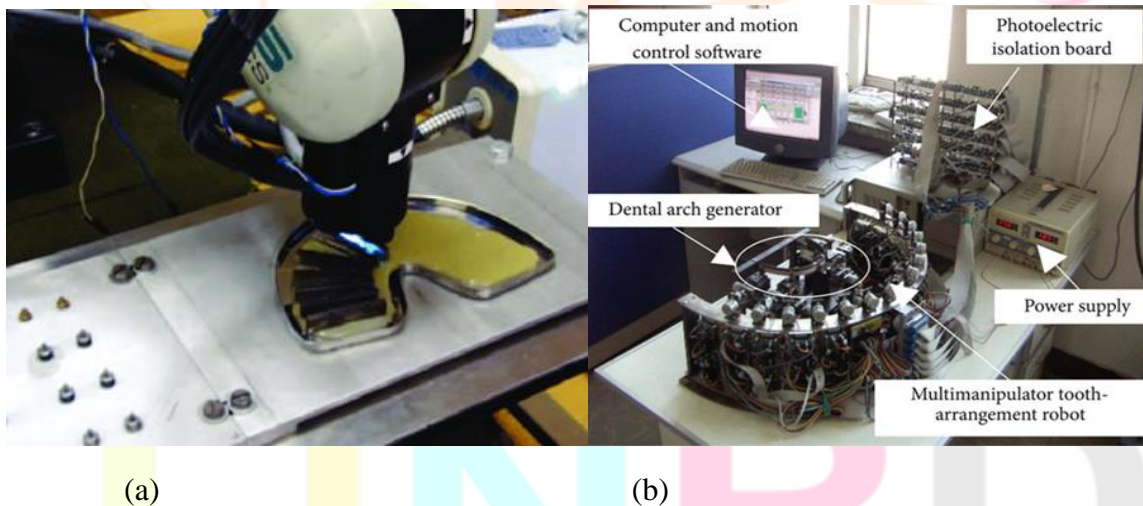 Computer and motion
control software
Photoelectric
isolation board
Dental arch generator
Power supply
Multimanipulator tooth-
arrangement robot
(a)
(b)